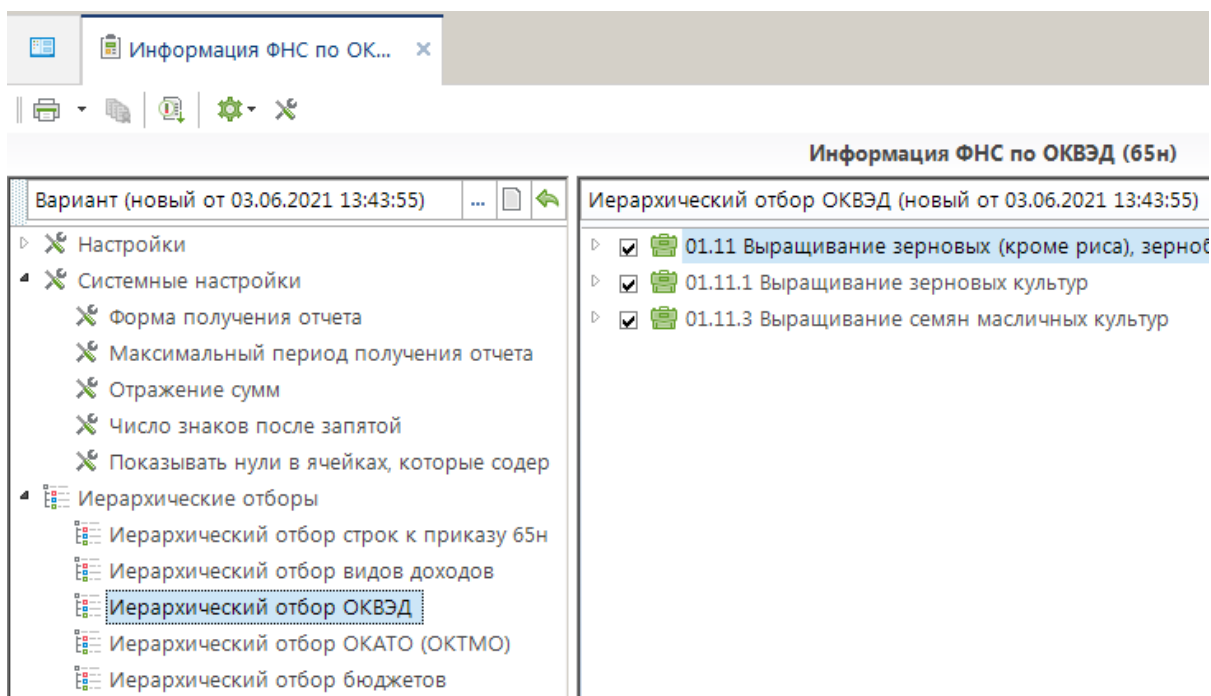 Информация ФНС по ОК...
Информация ФНС по ОКВЭД (65н)
Вариант (новый от 03.06.2021 13:43:55) ...
Настройки
Системные настройки
Форма получения отчета
Максимальный период получения отчета
Отражение сумм
Число знаков после запятой
Показывать нули в ячейках, которые содер
Иерархические отборы
Иерархический отбор строк к приказу 65н
Иерархический отбор видов доходов
Иерархический отбор ОКВЭД
Иерархический отбор ОКАТО (ОКТМО)
Иерархический отбор бюджетов
Иерархический отбор ОКВЭД (новый от 03.06.2021 13:43:55)
01.11 Выращивание зерновых (кроме риса), зерноб
01.11.1 Выращивание зерновых культур
01.11.3 Выращивание семян масличных культур